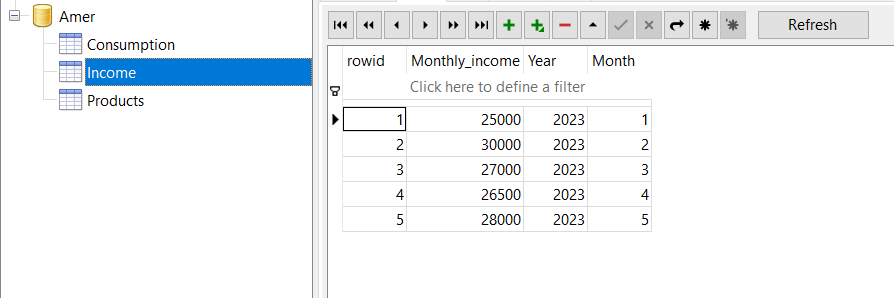 Amer
Consumption
Income
Products
Refresh
rowid Monthly_income Year Month
Click here to define a filter
1 25000 2023 1
2 30000 2023 2
3 27000 2023 3
4 26500 2023 4
5 28000 2023 5